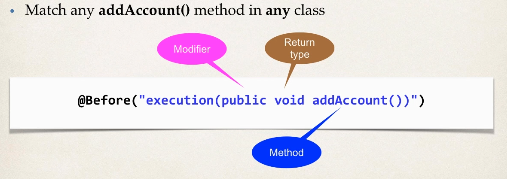 • Match any addAccount() method in any class
Modifier
Return
type
@Before("execution(public void addAccount())")
Method